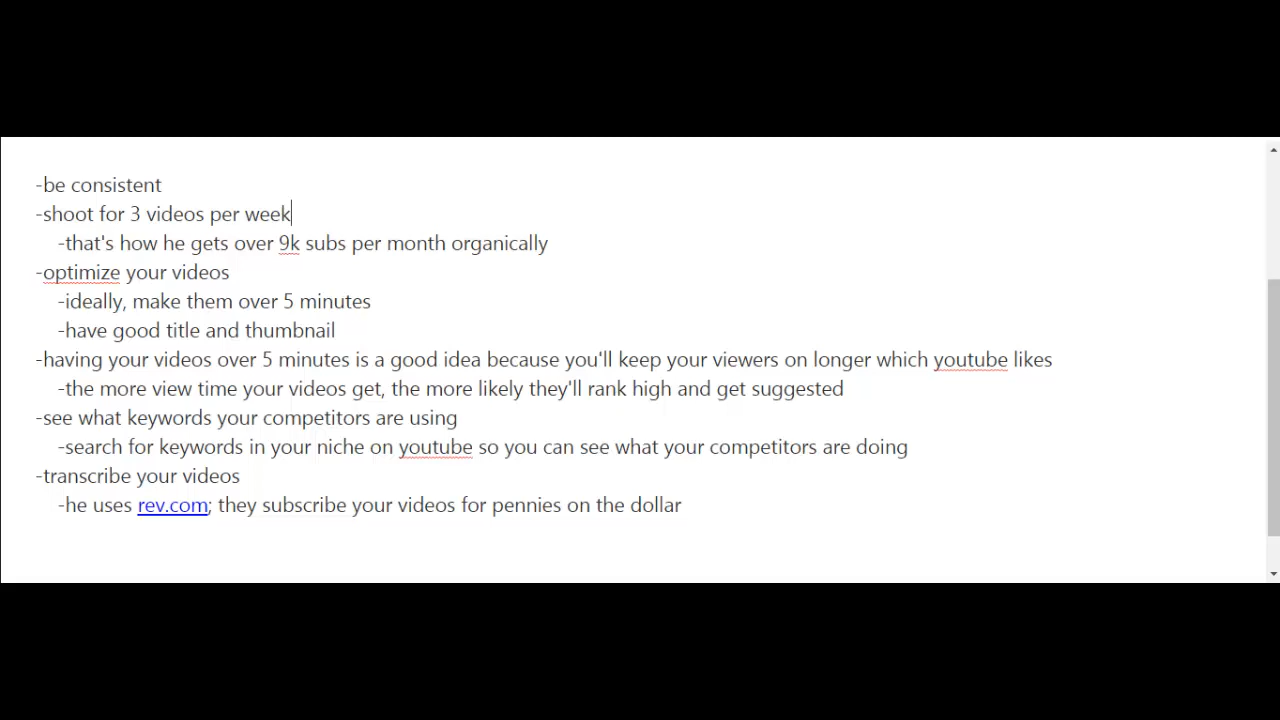 -be consistent
-shoot for 3 videos per week
-that's how he gets over 9k subs per month organically
-optimize your videos
-ideally, make them over 5 minutes
-have good title and thumbnail
-having your videos over 5 minutes is a good idea because you'll keep your viewers on longer which youtube likes
-the more view time your videos get, the more likely they'll rank high and get suggested
-see what keywords your competitors are using
-search for keywords in your niche on youtube so you can see what your competitors are doing
-transcribe your videos
-he uses rev.com; they subscribe your videos for pennies on the dollar